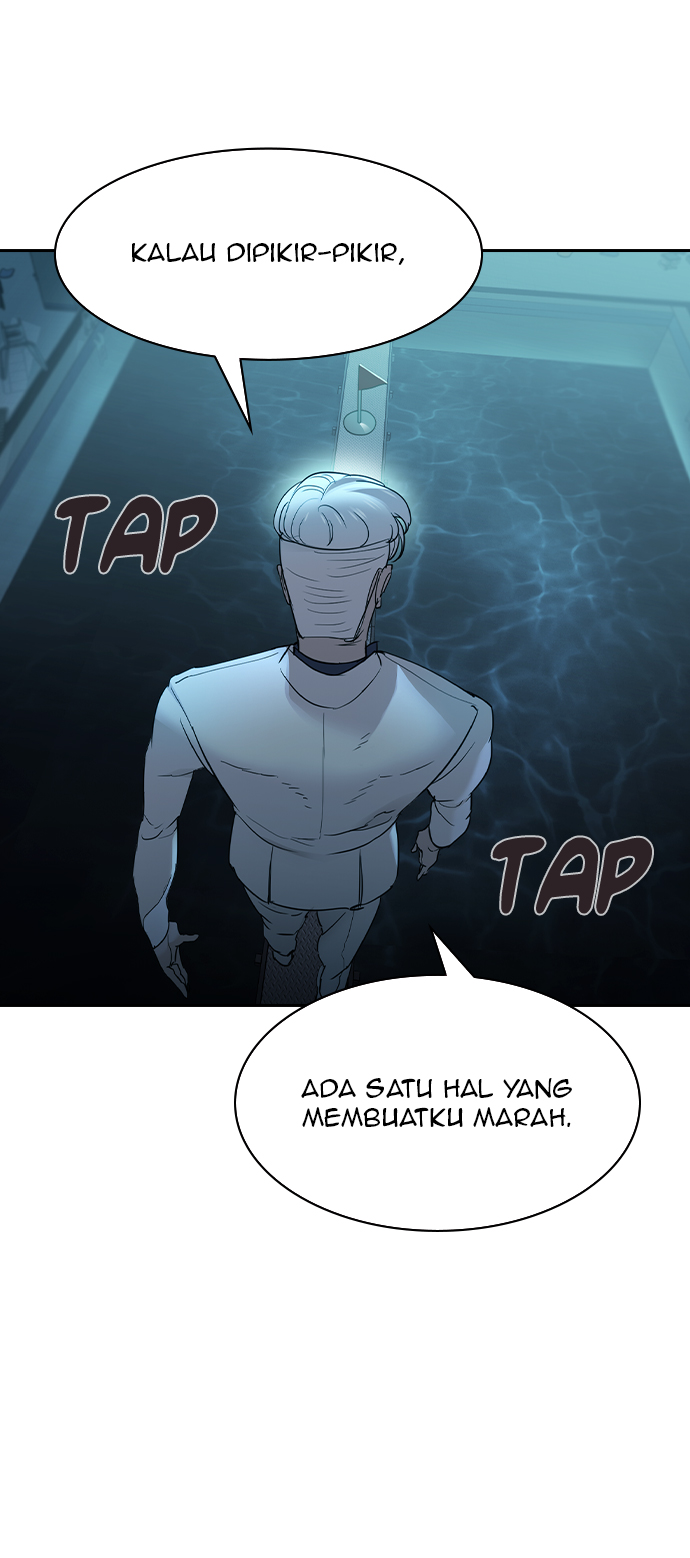 KALAU DIPIKIR-PIKIR,
TAP
TAP
ADA SATU HAL YANG
MEMBUATKU MARAH.